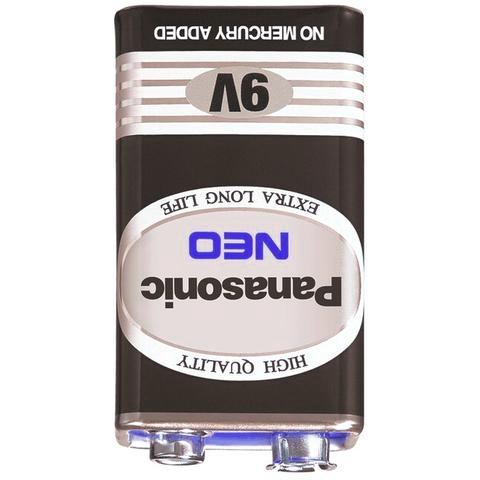 HIGH QUALITY
Panasonic
NEO
EXTRA LONG LIFE
9V
NO MERCURY ADDED